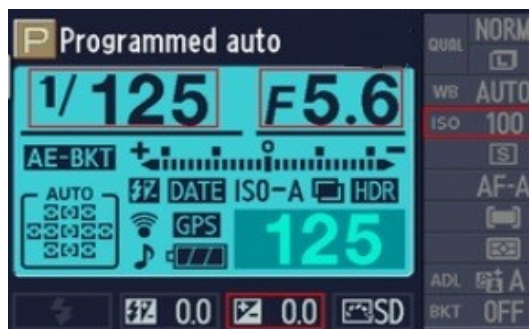 P Programmed auto
1/125 F5.6
AE-BKT + -
AUTO DATE ISO-A HDR
GPS
125
0.0 0.0 SD
QUAL NORM
L
WB AUTO
ISO 100
S
AF-A
ADL A
BKT OFF